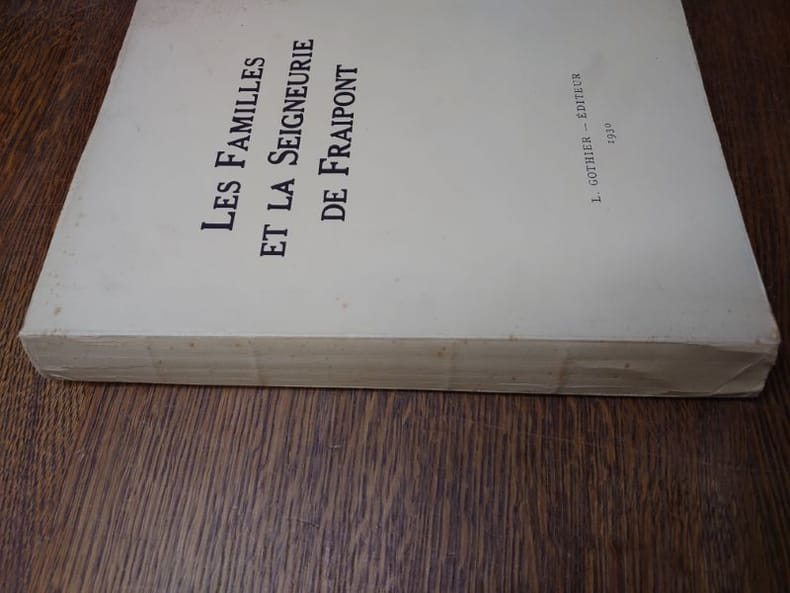 LES FAMILLES
ET LA SEIGNEURIE
DE FRAIPONT
L. GOTHIER — ÉDITEUR
1930